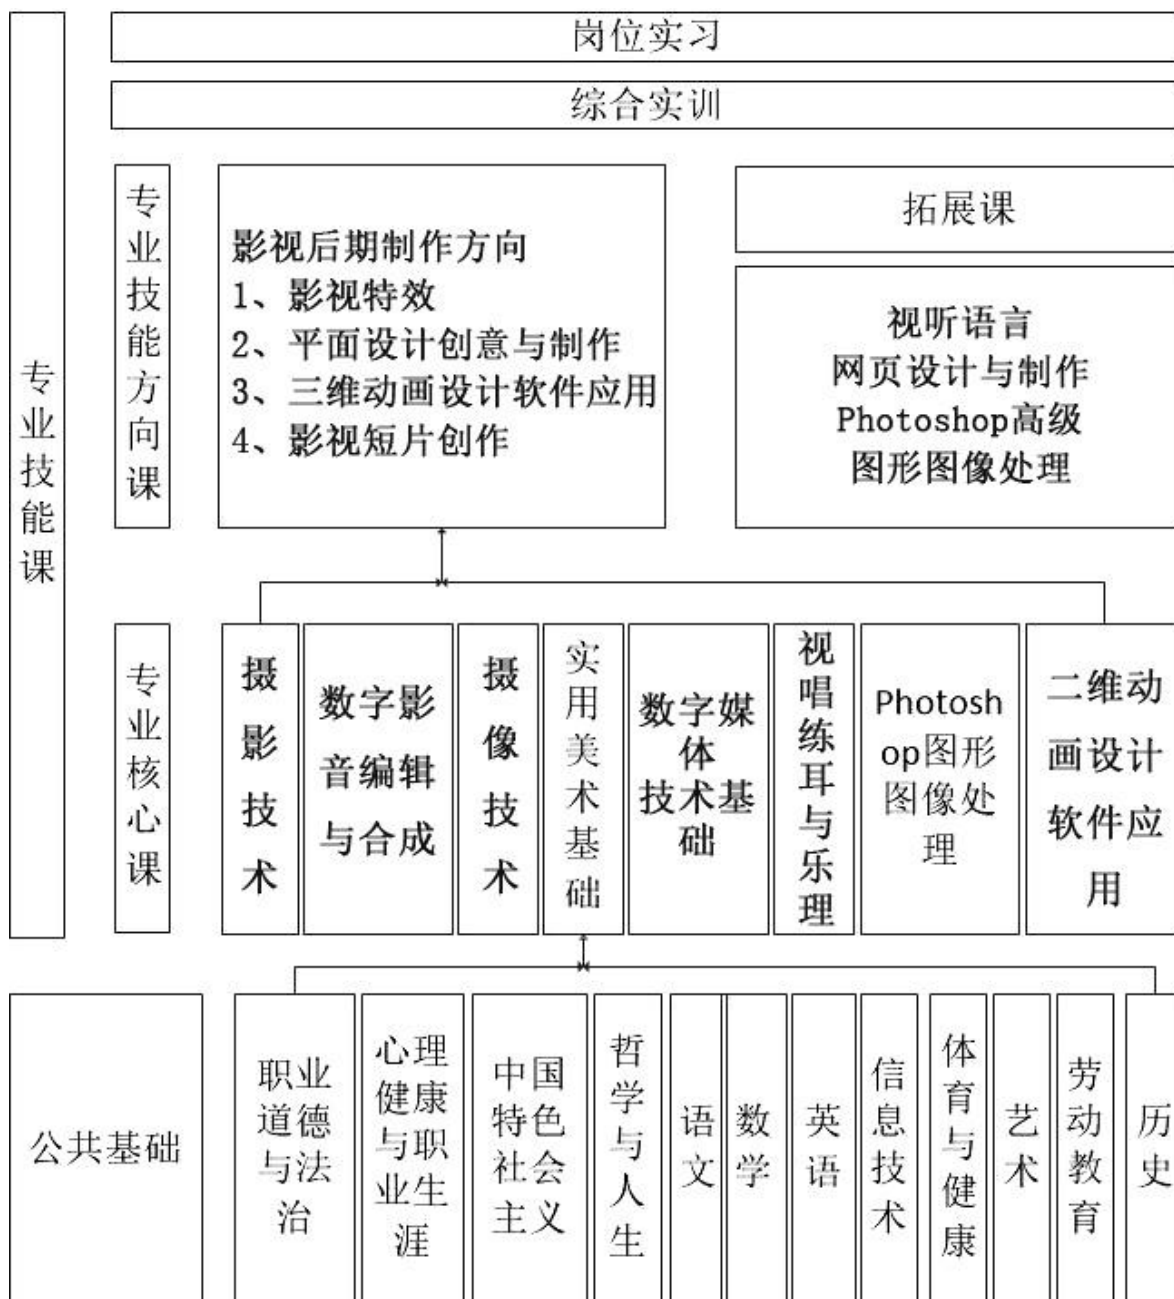 岗位实习
综合实训
专业技能课
专业技能方向课
影视后期制作方向
1、影视特效
2、平面设计创意与制作
3、三维动画设计软件应用
4、影视短片创作
拓展课
视听语言
网页设计与制作
Photoshop高级
图形图像处理
专业核心课
摄影技术
数字影
音编辑
与合成
摄像技术
实用美术基础
数字媒
体
技术基
础
视唱练耳与乐理
Photosh
op图形
图像处
理
二维动
画设计
软件应
用
公共基础
职业
道德
与法
治
心理
健康
与职
业生
涯
中国
特色
社会
主义
哲学与人生
语文
数学
英语
信息技术
体育与健康
艺术
劳动教育
历史